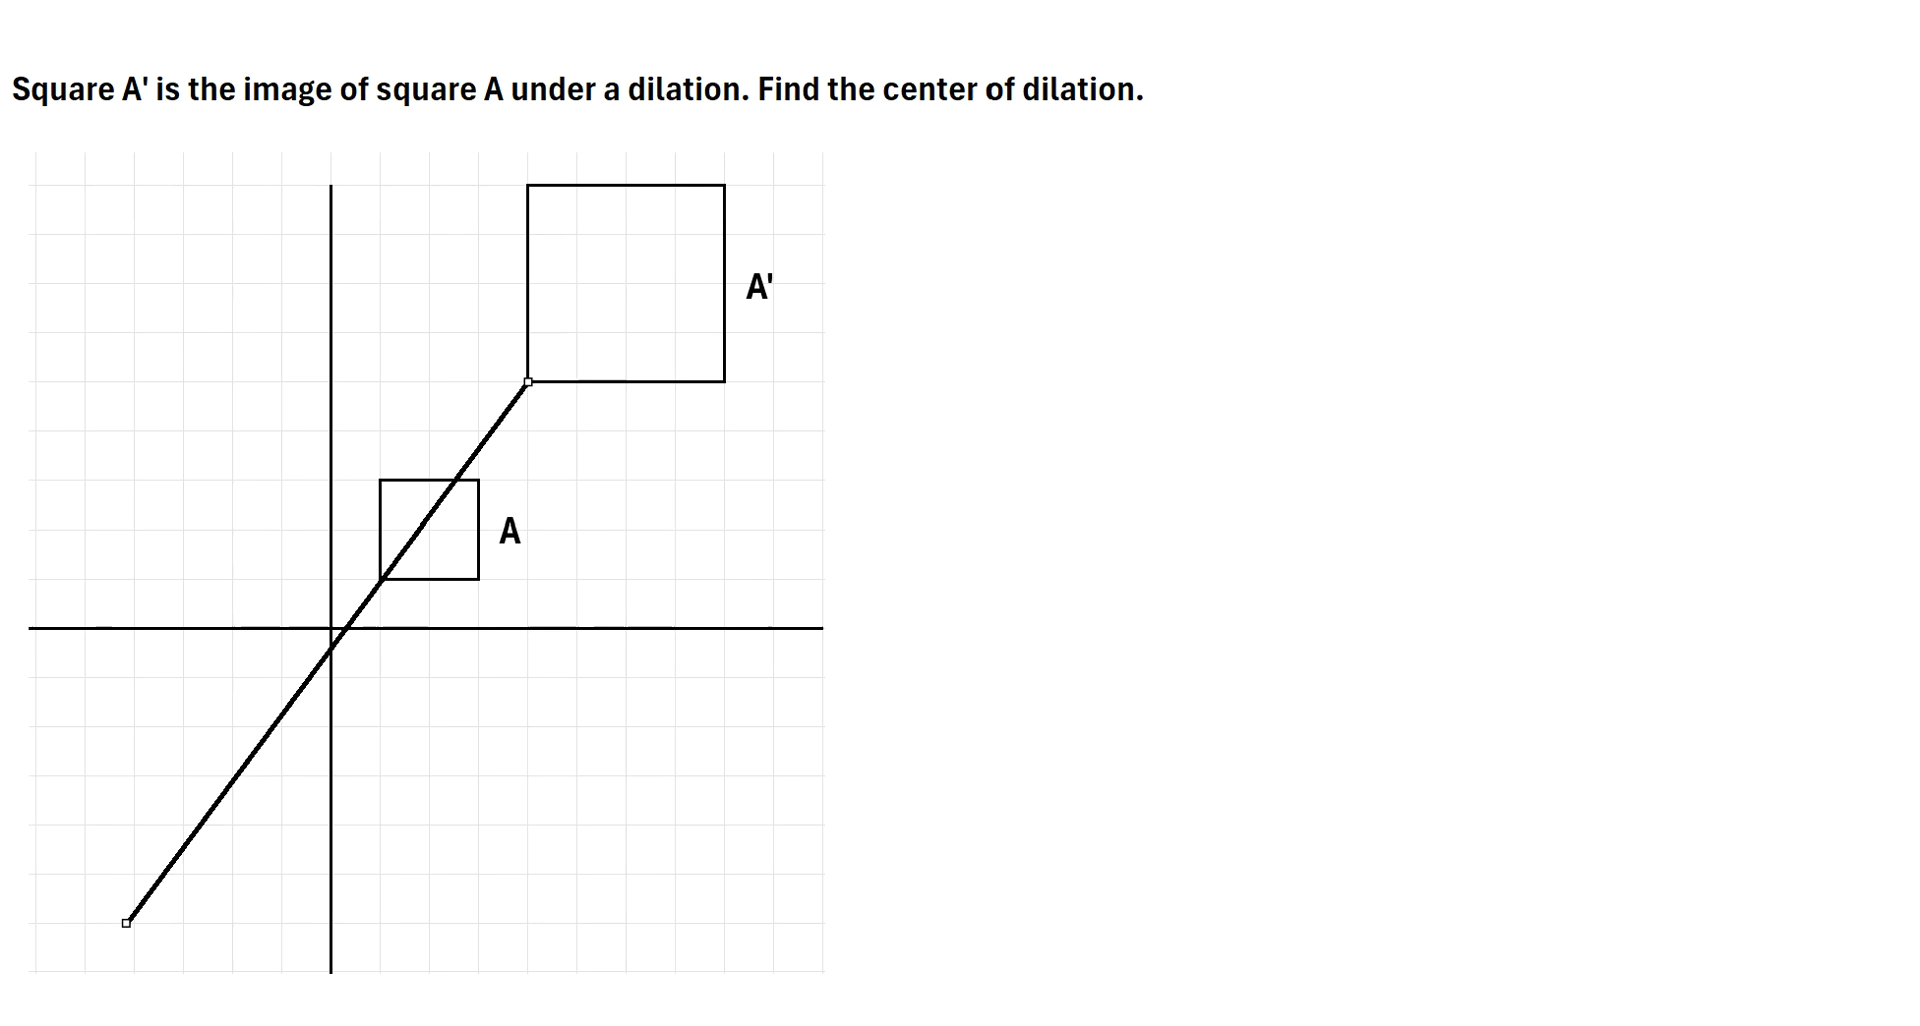 Square A' is the image of square A under a dilation. Find the center of dilation.
A'
A